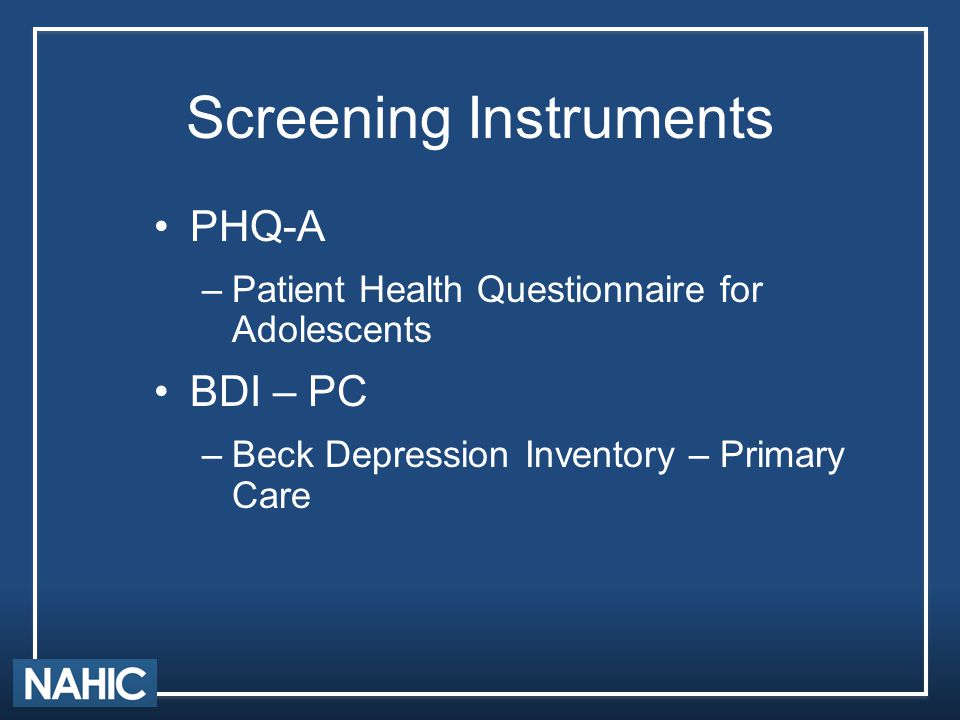 Screening Instruments
• PHQ-A
– Patient Health Questionnaire for
Adolescents
• BDI – PC
– Beck Depression Inventory – Primary
Care
NAHIC